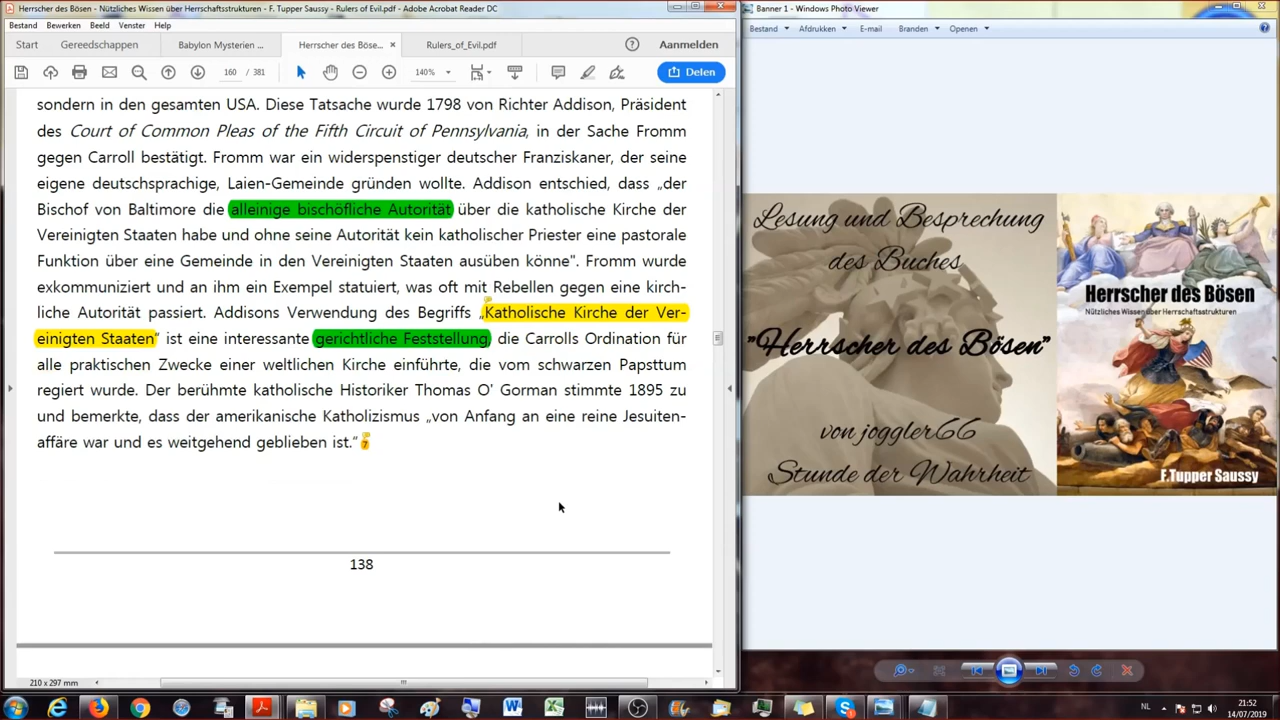 Herrscher des Bösen - Nützliches Wissen über Herrschaftsstrukturen - F. Tupper Saussy - Rulers of Evil.pdf - Adobe Acrobat Reader DC
Bestand Bewerken Beeld Venster Help
Start Gereedschappen Babylon Mysterien ... Herrscher des Böse... × Rulers_of_Evil.pdf Aanmelden
160 / 381 140% Delen
sondern in den gesamten USA. Diese Tatsache wurde 1798 von Richter Addison, Präsident
des Court of Common Pleas of the Fifth Circuit of Pennsylvania, in der Sache Fromm
gegen Carroll bestätigt. Fromm war ein widerspenstiger deutscher Franziskaner, der seine
eigene deutschsprachige, Laien-Gemeinde gründen wollte. Addison entschied, dass „der
Bischof von Baltimore die alleinige bischöfliche Autorität über die katholische Kirche der
Vereinigten Staaten habe und ohne seine Autorität kein katholischer Priester eine pastorale
Funktion über eine Gemeinde in den Vereinigten Staaten ausüben könne". Fromm wurde
exkommuniziert und an ihm ein Exempel statuiert, was oft mit Rebellen gegen eine kirch-
liche Autorität passiert. Addisons Verwendung des Begriffs „Katholische Kirche der Ver-
einigten Staaten“ ist eine interessante gerichtliche Feststellung, die Carrolls Ordination für
alle praktischen Zwecke einer weltlichen Kirche einführte, die vom schwarzen Papsttum
regiert wurde. Der berühmte katholische Historiker Thomas O' Gorman stimmte 1895 zu
und bemerkte, dass der amerikanische Katholizismus „von Anfang an eine reine Jesuiten-
affäre war und es weitgehend geblieben ist.“ 7
138
210 x 297 mm
Banner 1 - Windows Photo Viewer
Bestand Afdrukken E-mail Branden Openen
Lesung und Besprechung
des Buches
"Herrscher des Bösen"
von joggler66
Stunde der Wahrheit
Herrscher des Bösen
Nützliches Wissen über Herrschaftsstrukturen
F.Tupper Saussy
NL
21:52
14/07/2019